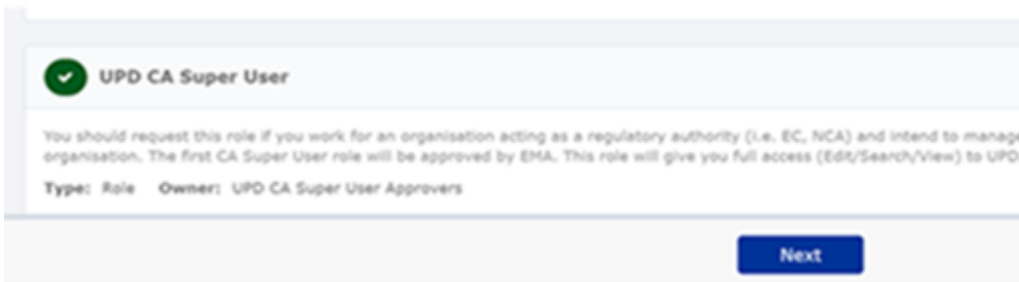 UPD CA Super User
You should request this role if you work for an organisation acting as a regulatory authority (i.e. EC, NCA) and intend to manage
organisation. The first CA Super User role will be approved by EMA. This role will give you full access (Edit/Search/View) to UPD
Type: Role Owner: UPD CA Super User Approvers
Next